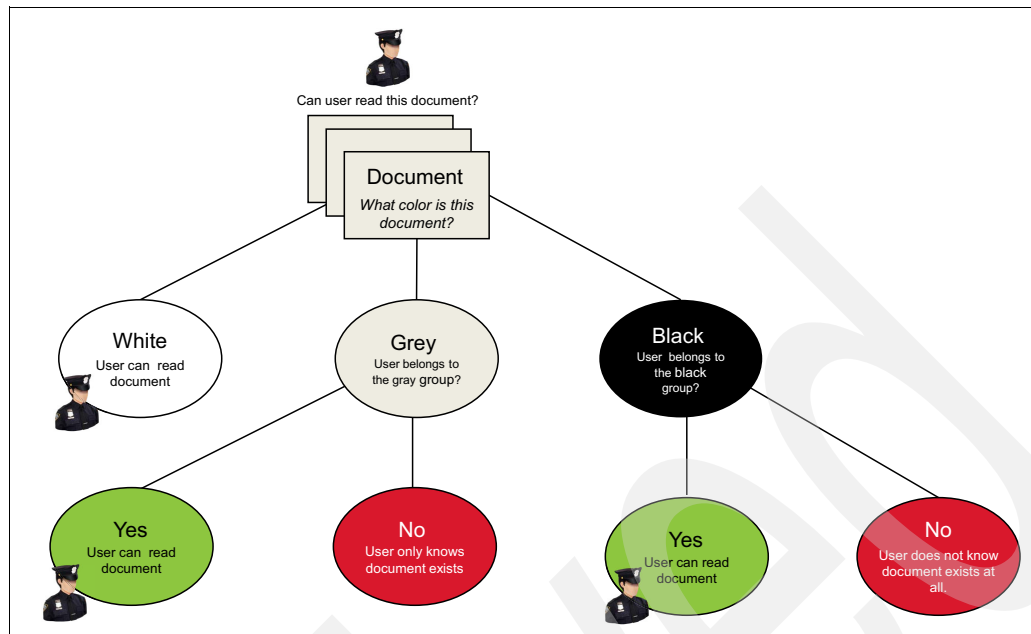 Can user read this document?
Document
What color is this
document?
White
User can read
document
Grey
User belongs to
the gray group?
Black
User belongs to
the black
group?
Yes
User can read
document
No
User only knows
document exists
Yes
User can read
document
No
User does not know
document exists at
all.